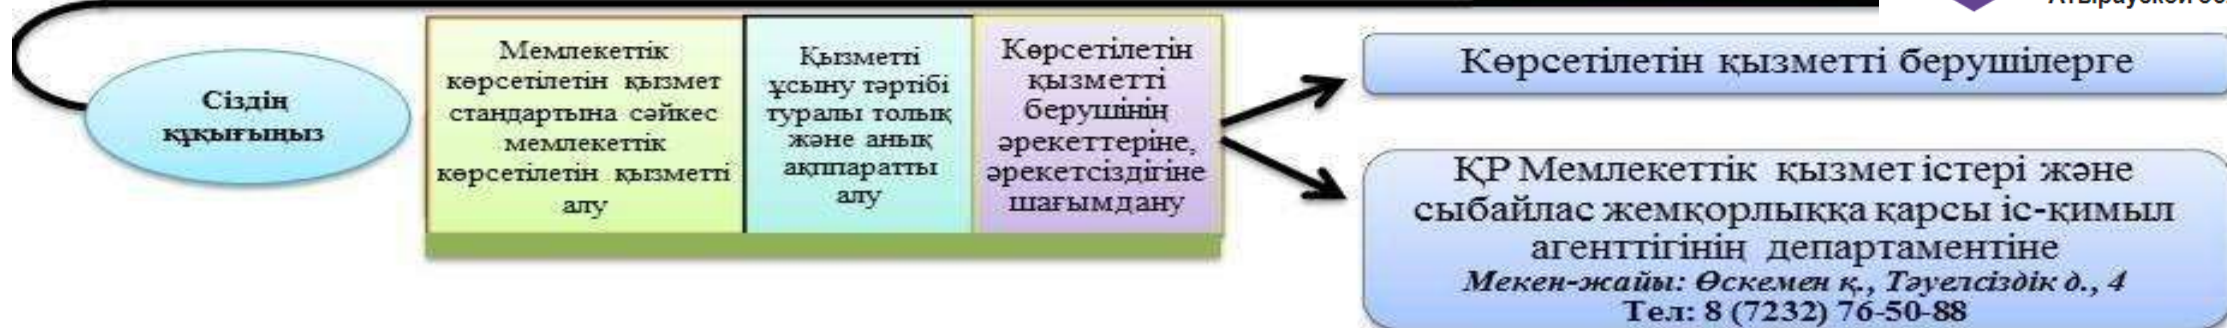 Сіздің
құқығыңыз
Мемлекеттік
көрсетілетін қызмет
стандартына сәйкес
мемлекеттік
көрсетілетін қызметті
алу
Қызметті
ұсыну тәртібі
туралы толық
және анық
ақппаратты
алу
Көрсетілетін
қызметті
берушінің
әрекеттеріне,
әрекетсіздігіне
шағымдану
Көрсетілетін қызметті берушілерге
ҚР Мемлекеттік қызмет істері және
сыбайлас жемқорлыққа қарсы іс-қимыл
агенттігінің департаментіне
Мекен-жайы: Өскемен қ., Тәуелсіздік д., 4
Тел: 8 (7232) 76-50-88